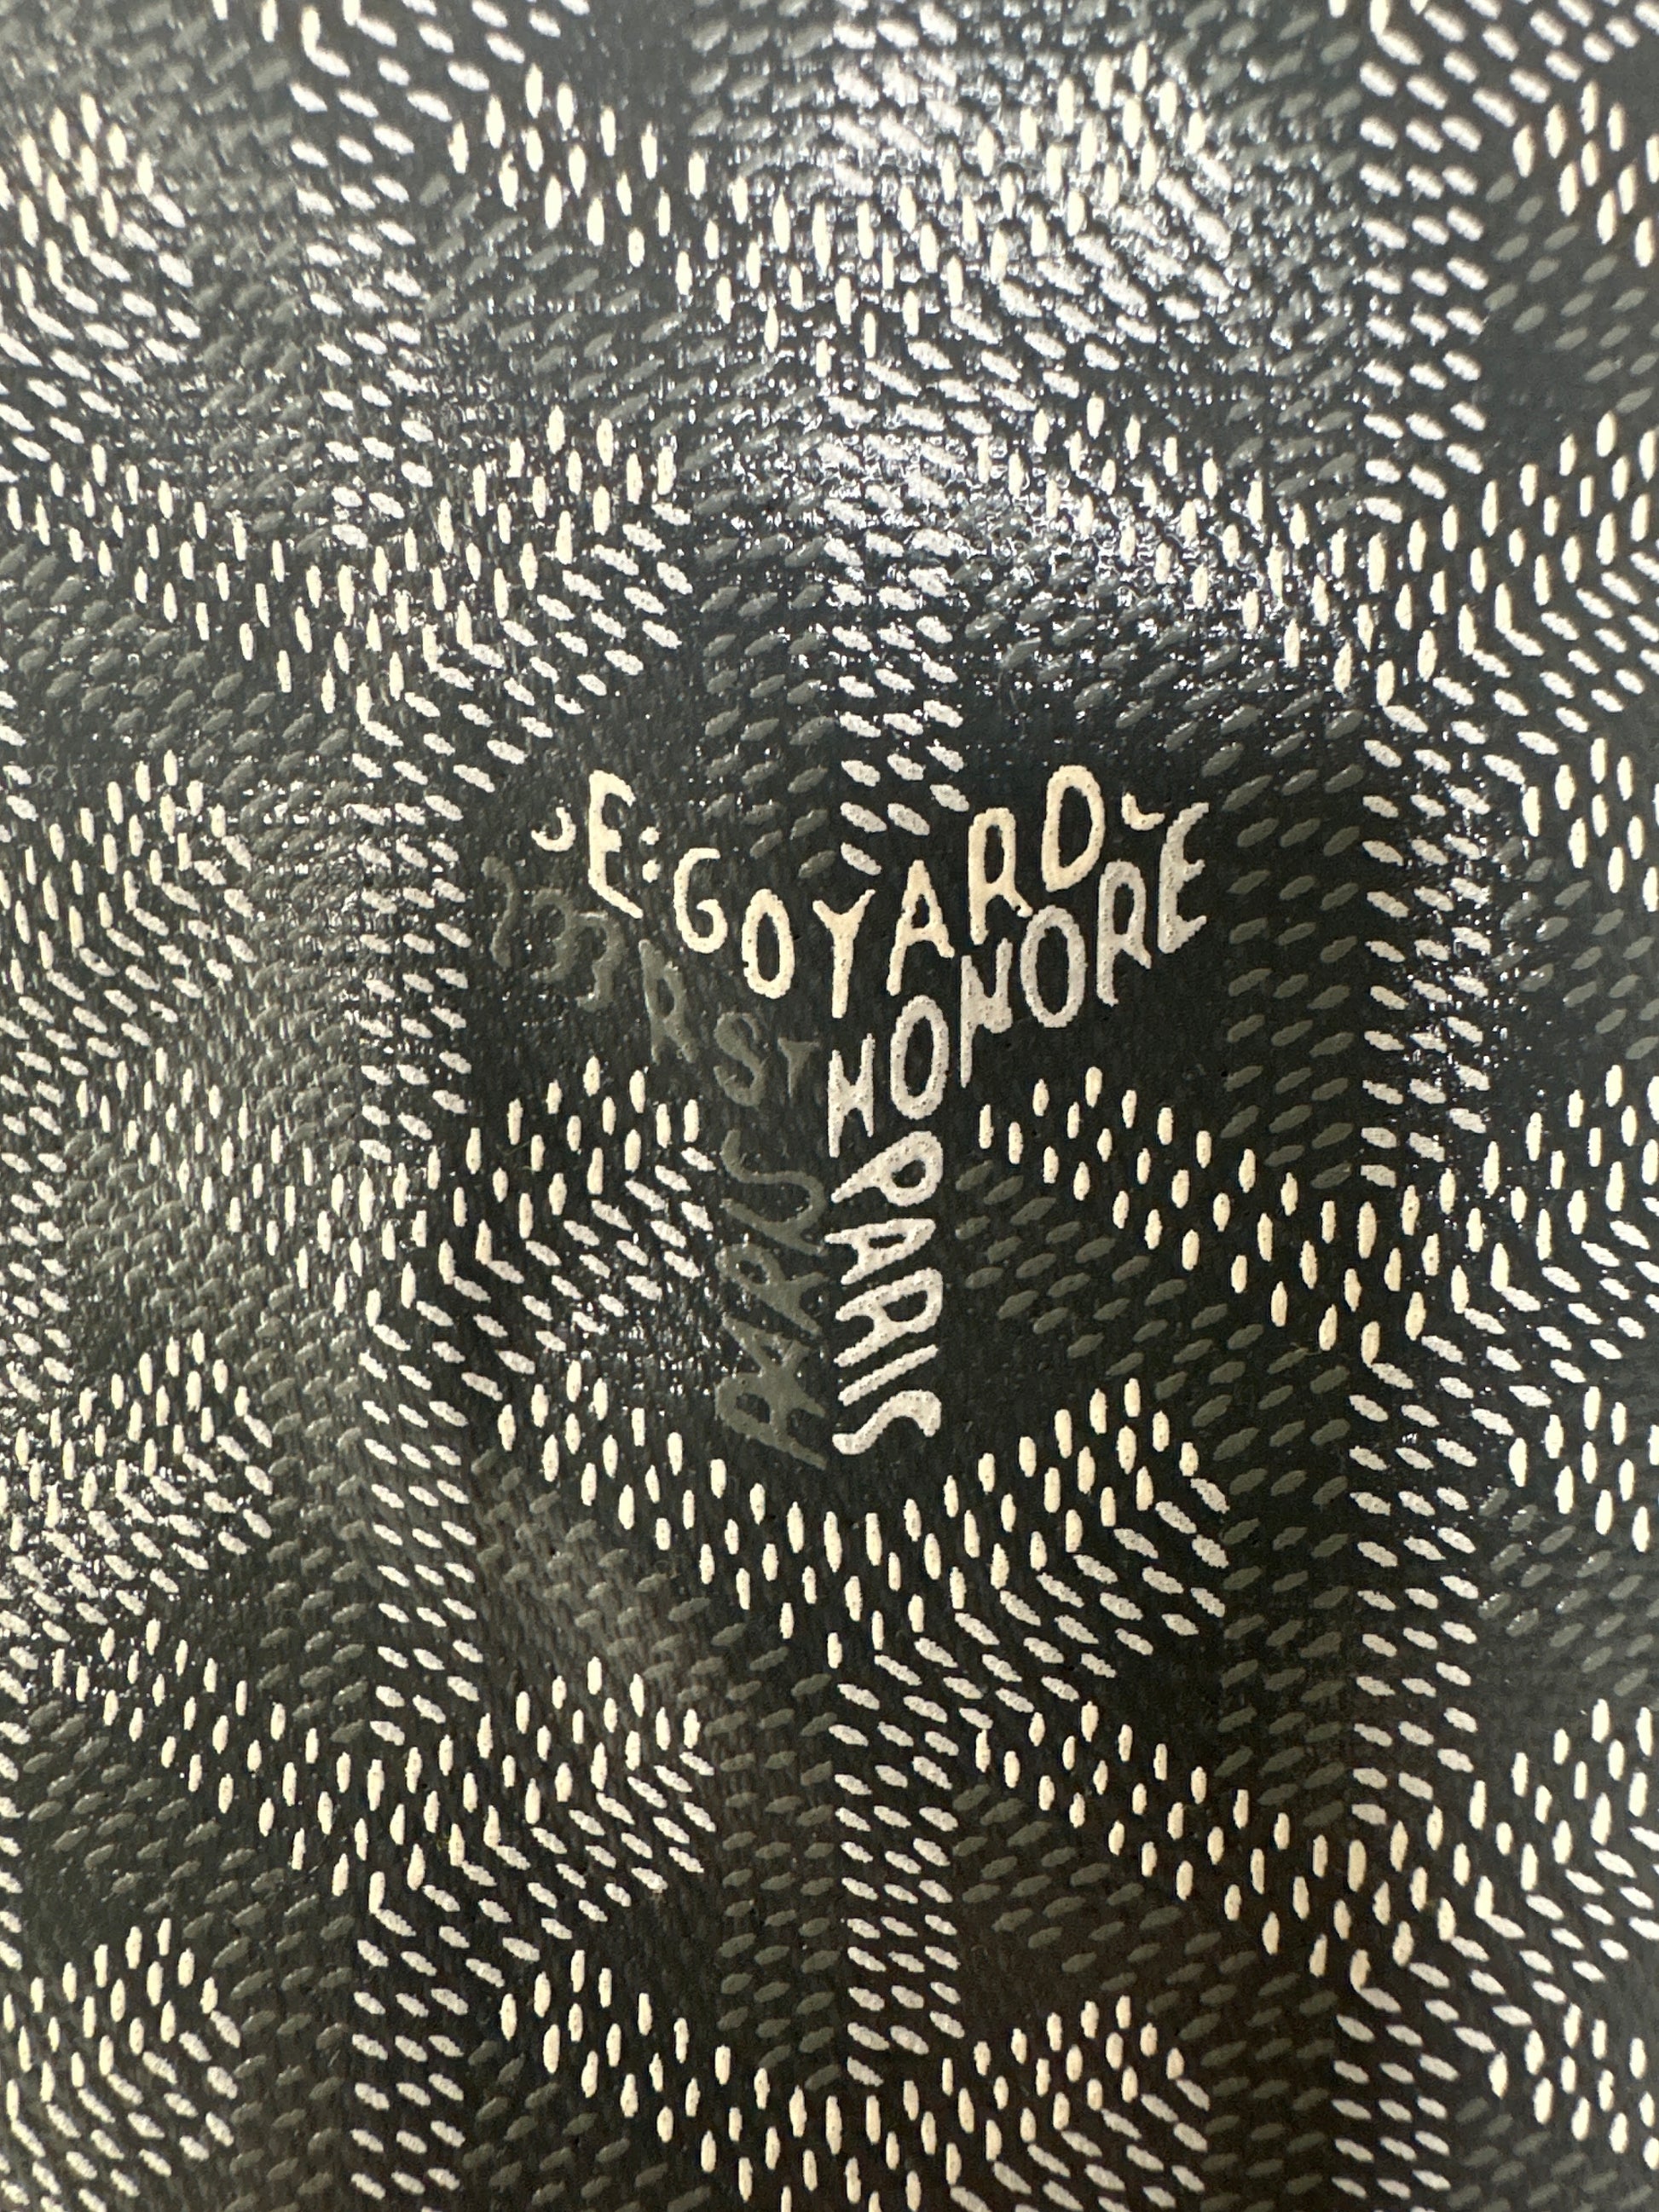 E. GOYARD
233 R ST HONORE
PARIS PARIS